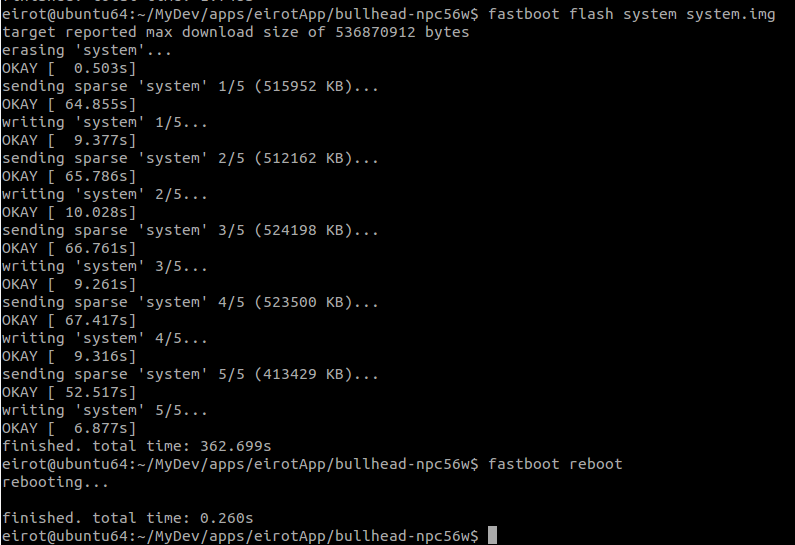 eirot@ubuntu64:~/MyDev/apps/eirotApp/bullhead-npc56w$ fastboot flash system system.img
target reported max download size of 536870912 bytes
erasing 'system'...
OKAY [  0.503s]
sending sparse 'system' 1/5 (515952 KB)...
OKAY [ 64.855s]
writing 'system' 1/5...
OKAY [  9.377s]
sending sparse 'system' 2/5 (512162 KB)...
OKAY [ 65.786s]
writing 'system' 2/5...
OKAY [ 10.028s]
sending sparse 'system' 3/5 (524198 KB)...
OKAY [ 66.761s]
writing 'system' 3/5...
OKAY [  9.261s]
sending sparse 'system' 4/5 (523500 KB)...
OKAY [ 67.417s]
writing 'system' 4/5...
OKAY [  9.316s]
sending sparse 'system' 5/5 (413429 KB)...
OKAY [ 52.517s]
writing 'system' 5/5...
OKAY [  6.877s]
finished. total time: 362.699s
eirot@ubuntu64:~/MyDev/apps/eirotApp/bullhead-npc56w$ fastboot reboot
rebooting...

finished. total time: 0.260s
eirot@ubuntu64:~/MyDev/apps/eirotApp/bullhead-npc56w$